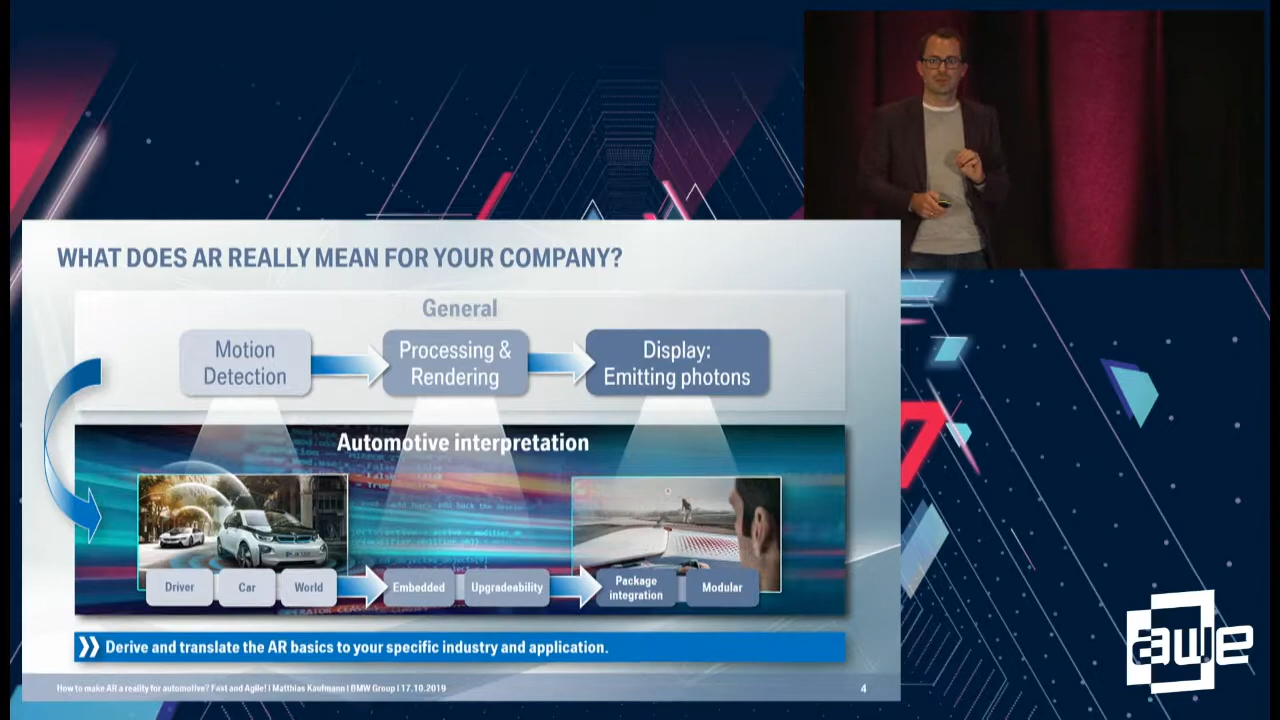 WHAT DOES AR REALLY MEAN FOR YOUR COMPANY?
General
Motion
Detection
Processing &
Rendering
Display:
Emitting photons
Automotive interpretation
Driver
Car
World
Embedded
Upgradeability
Package
integration
Modular
Derive and translate the AR basics to your specific industry and application.
How to make AR a reality for automotive? Fast and Agile! | Matthias Kaufmann | BMW Group | 17.10.2019
4
awe